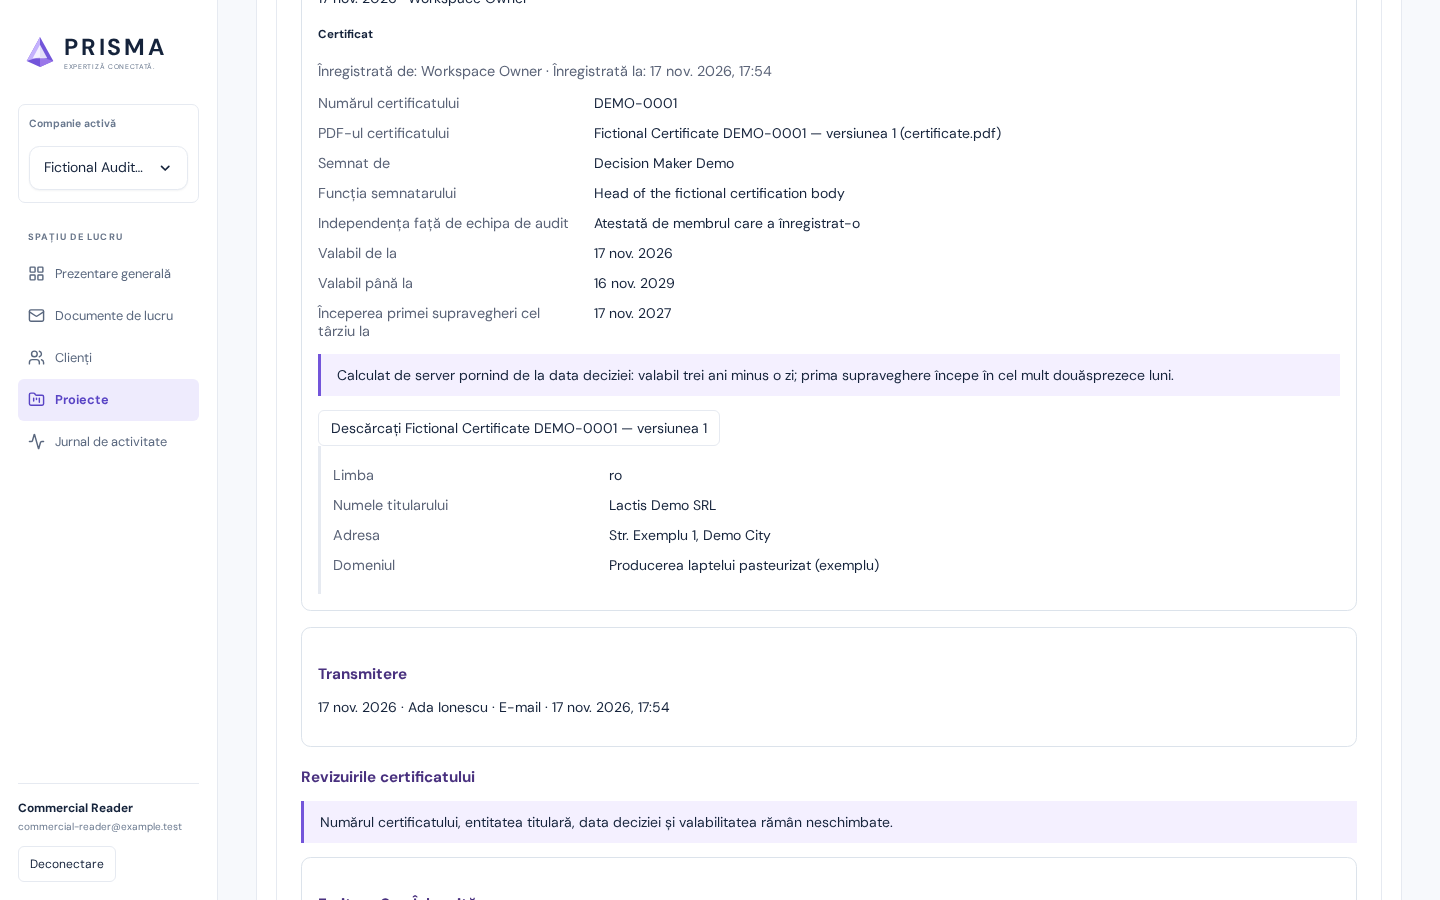 PRISMA
EXPERTIZĂ CONECTATĂ.
Companie activă
Fictional Audit...
SPAȚIU DE LUCRU
Prezentare generală
Documente de lucru
Clienți
Proiecte
Jurnal de activitate
Commercial Reader
commercial-reader@example.test
Deconectare
17 nov. 2026 · Workspace Owner
Certificat
Înregistrată de: Workspace Owner · Înregistrată la: 17 nov. 2026, 17:54
Numărul certificatului DEMO-0001
PDF-ul certificatului Fictional Certificate DEMO-0001 — versiunea 1 (certificate.pdf)
Semnat de Decision Maker Demo
Funcția semnatarului Head of the fictional certification body
Independența față de echipa de audit Atestată de membrul care a înregistrat-o
Valabil de la 17 nov. 2026
Valabil până la 16 nov. 2029
Începerea primei supravegheri cel târziu la 17 nov. 2027
Calculat de server pornind de la data deciziei: valabil trei ani minus o zi; prima supraveghere începe în cel mult douăsprezece luni.
Descărcați Fictional Certificate DEMO-0001 — versiunea 1
Limba ro
Numele titularului Lactis Demo SRL
Adresa Str. Exemplu 1, Demo City
Domeniul Producerea laptelui pasteurizat (exemplu)
Transmitere
17 nov. 2026 · Ada Ionescu · E-mail · 17 nov. 2026, 17:54
Revizuirile certificatului
Numărul certificatului, entitatea titulară, data deciziei și valabilitatea rămân neschimbate.